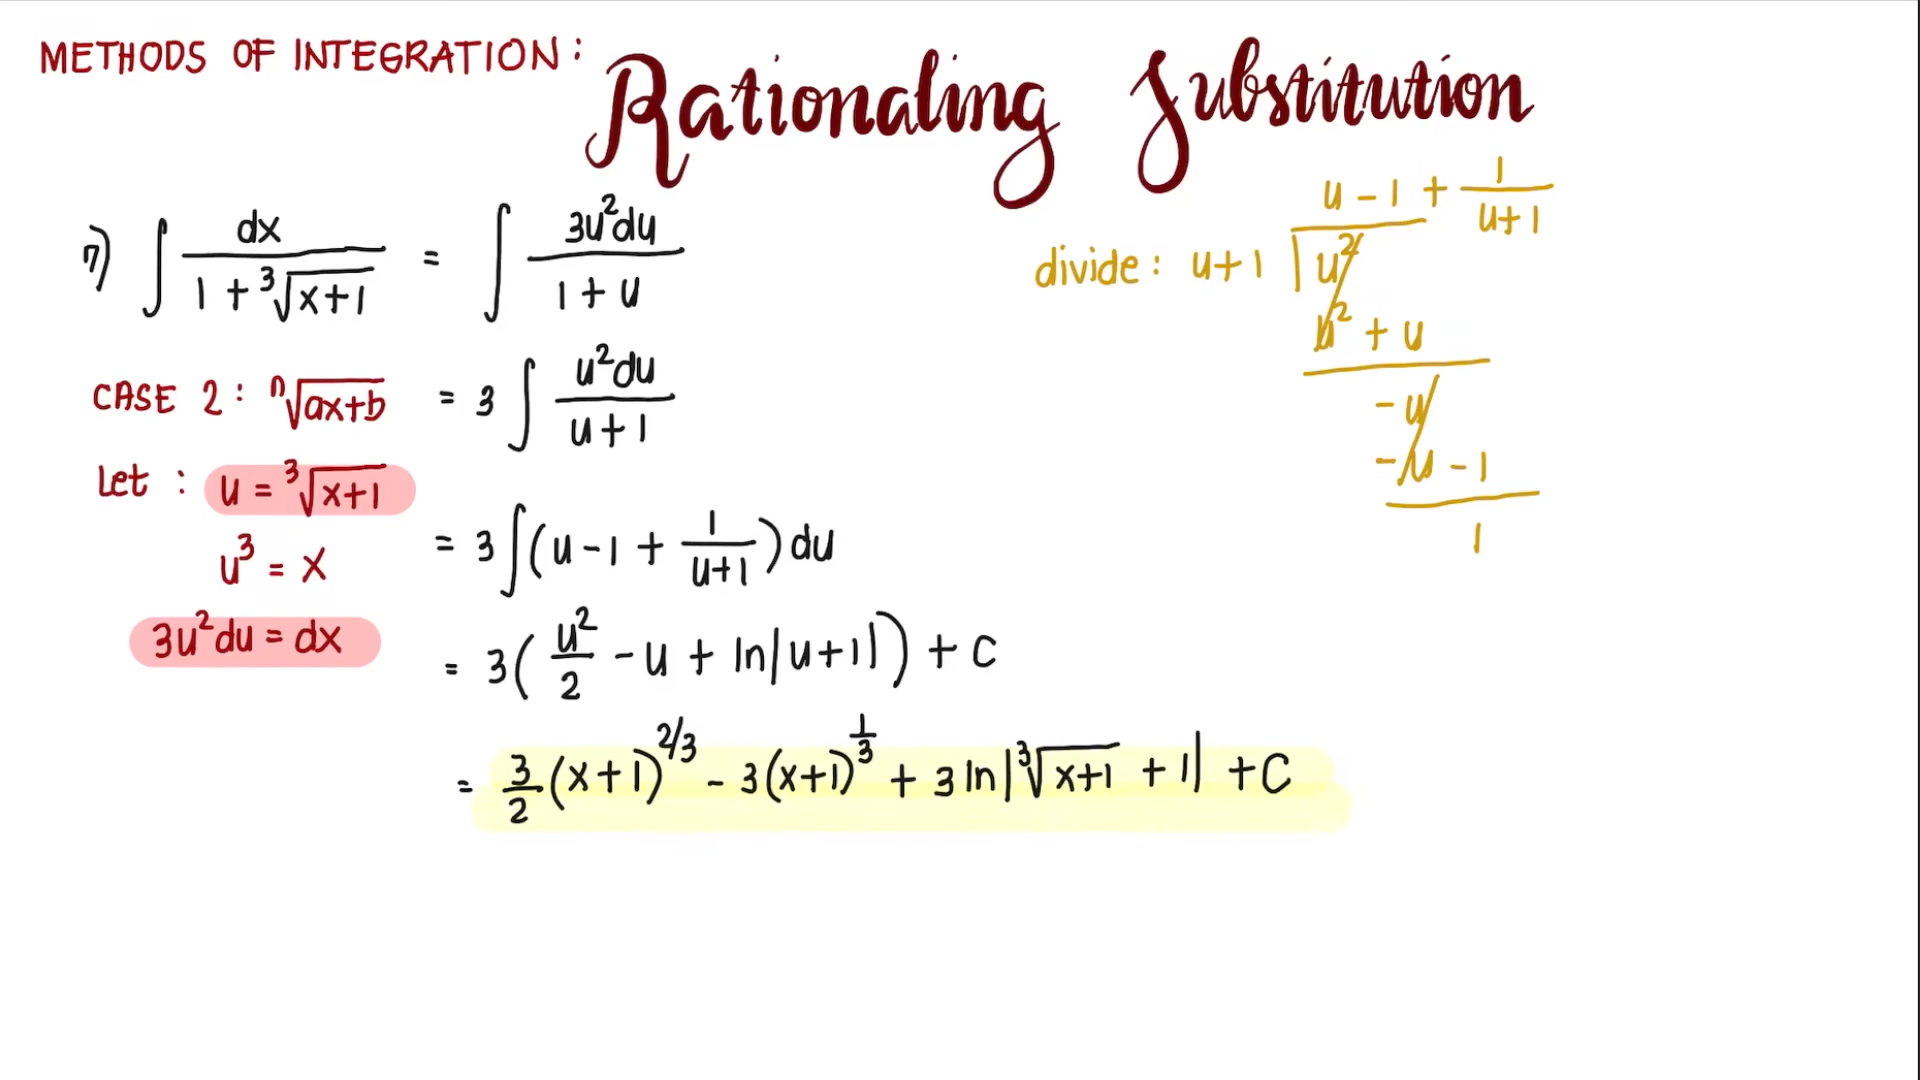 METHODS OF INTEGRATION:
Rationaling Substitution
7) ∫ dx / (1 + ∛(x+1)) = ∫ 3u²du / (1 + u)
CASE 2: ⁿ√(ax+b)
= 3 ∫ u²du / (u + 1)
Let : u = ∛(x+1)
u³ = x
3u²du = dx
= 3 ∫ (u - 1 + 1/(u+1)) du
= 3 ( u²/2 - u + ln|u+1| ) + C
= 3/2 (x+1)^(2/3) - 3(x+1)^(1/3) + 3 ln|∛(x+1) + 1| + C
u - 1 + 1/(u+1)
divide: u+1 | u²
u² + u
-u
-u - 1
1